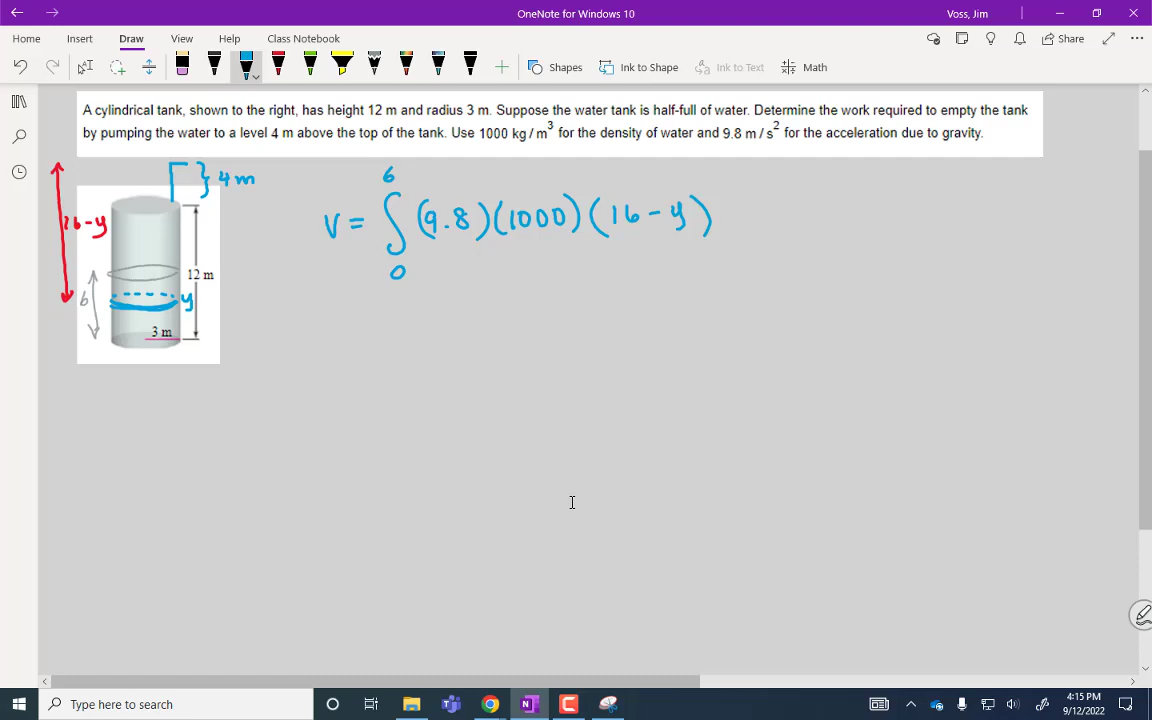 OneNote for Windows 10
Voss, Jim
Home Insert Draw View Help Class Notebook
Share
Shapes Ink to Shape Ink to Text Math
A cylindrical tank, shown to the right, has height 12 m and radius 3 m. Suppose the water tank is half-full of water. Determine the work required to empty the tank
by pumping the water to a level 4 m above the top of the tank. Use 1000 kg/m³ for the density of water and 9.8 m/s² for the acceleration due to gravity.
} 4 m
16-y
12 m
6
y
3 m
V = ∫₀⁶ (9.8)(1000)(16-y)
Type here to search
4:15 PM
9/12/2022